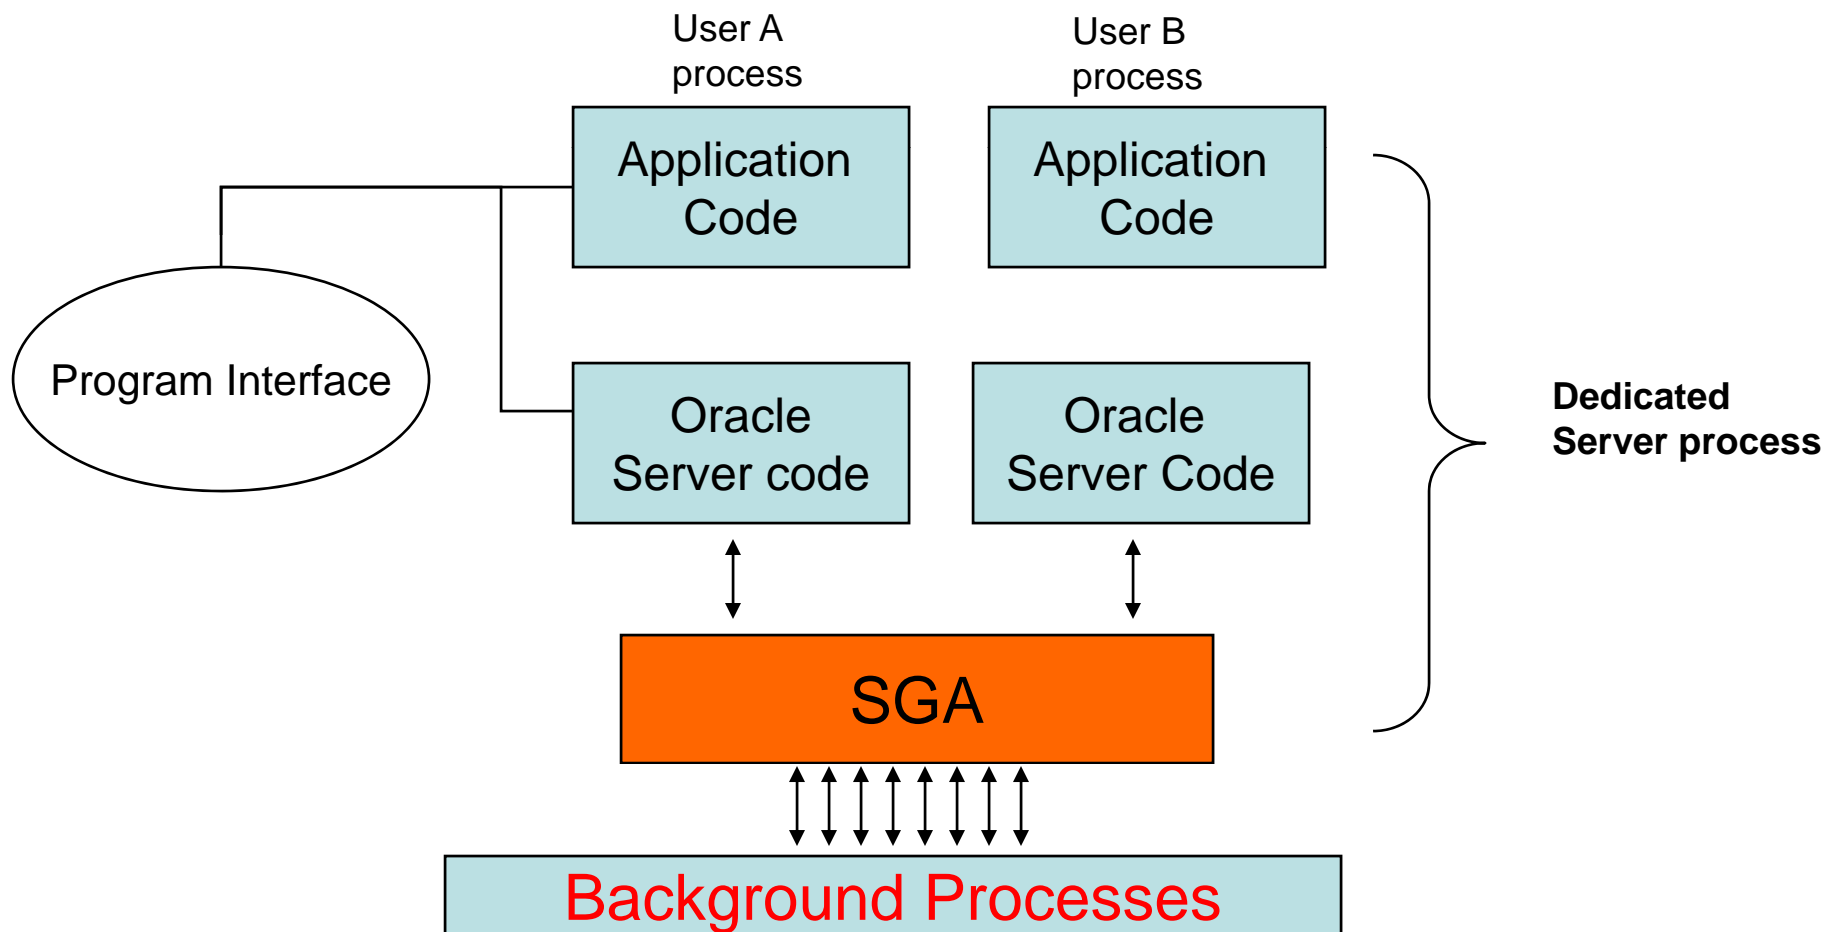 User A
process
User B
process
Application
Code
Application
Code
Program Interface
Oracle
Server code
Oracle
Server Code
Dedicated
Server process
SGA
Background Processes